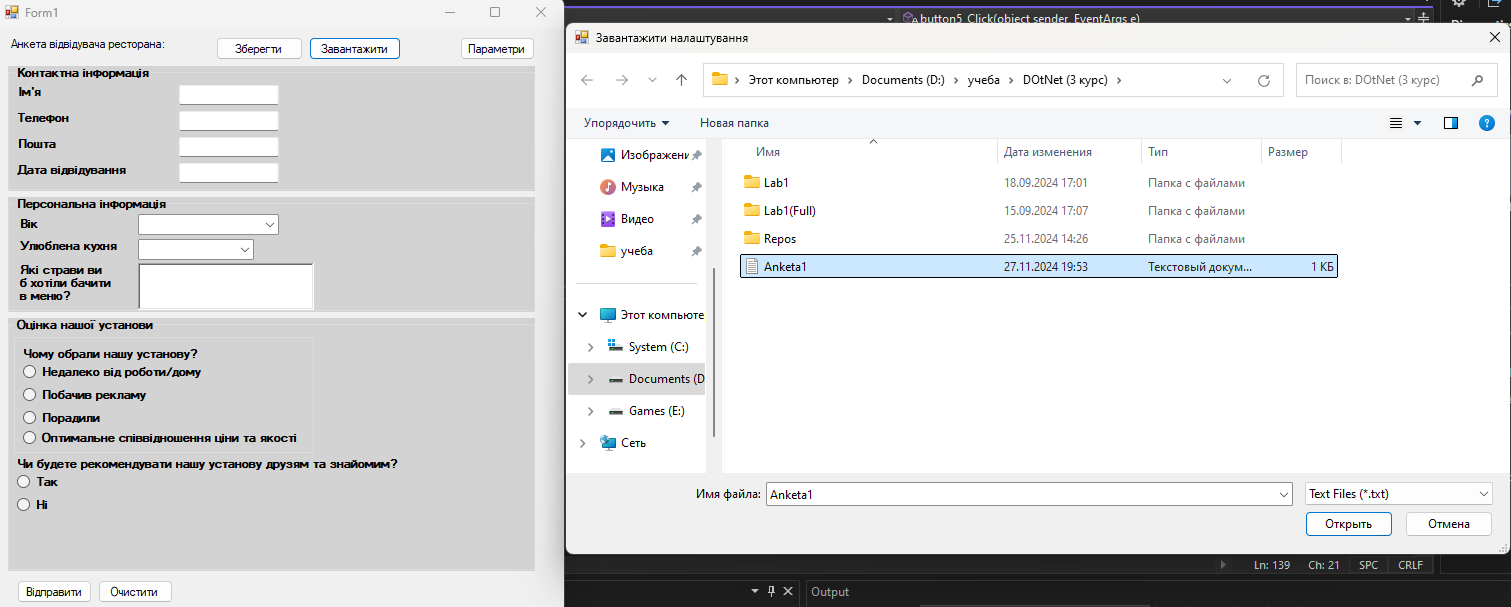 Form1
Анкета відвідувача ресторана:
Зберегти
Завантажити
Параметри
Контактна інформація
Ім'я
Телефон
Пошта
Дата відвідування
Персональна інформація
Вік
Улюблена кухня
Які страви ви
б хотіли бачити
в меню?
Оцінка нашої установи
Чому обрали нашу установу?
Недалеко від роботи/дому
Побачив рекламу
Порадили
Оптимальне співвідношення ціни та якості
Чи будете рекомендувати нашу установу друзям та знайомим?
Так
Ні
Відправити
Очистити
button5_Click(object sender, EventArgs e)
Завантажити налаштування
Этот компьютер
Documents (D:)
учеба
DOtNet (3 курс)
Поиск в: DOtNet (3 курс)
Упорядочить
Новая папка
Изображени
Музыка
Видео
учеба
Этот компьюте
System (C:)
Documents (D
Games (E:)
Сеть
Имя Дата изменения Тип Размер
Lab1 18.09.2024 17:01 Папка с файлами
Lab1(Full) 15.09.2024 17:07 Папка с файлами
Repos 25.11.2024 14:26 Папка с файлами
Anketa1 27.11.2024 19:53 Текстовый докум... 1 КБ
Имя файла: Anketa1
Text Files (*.txt)
Открыть
Отмена
Ln: 139 Ch: 21 SPC CRLF
Output